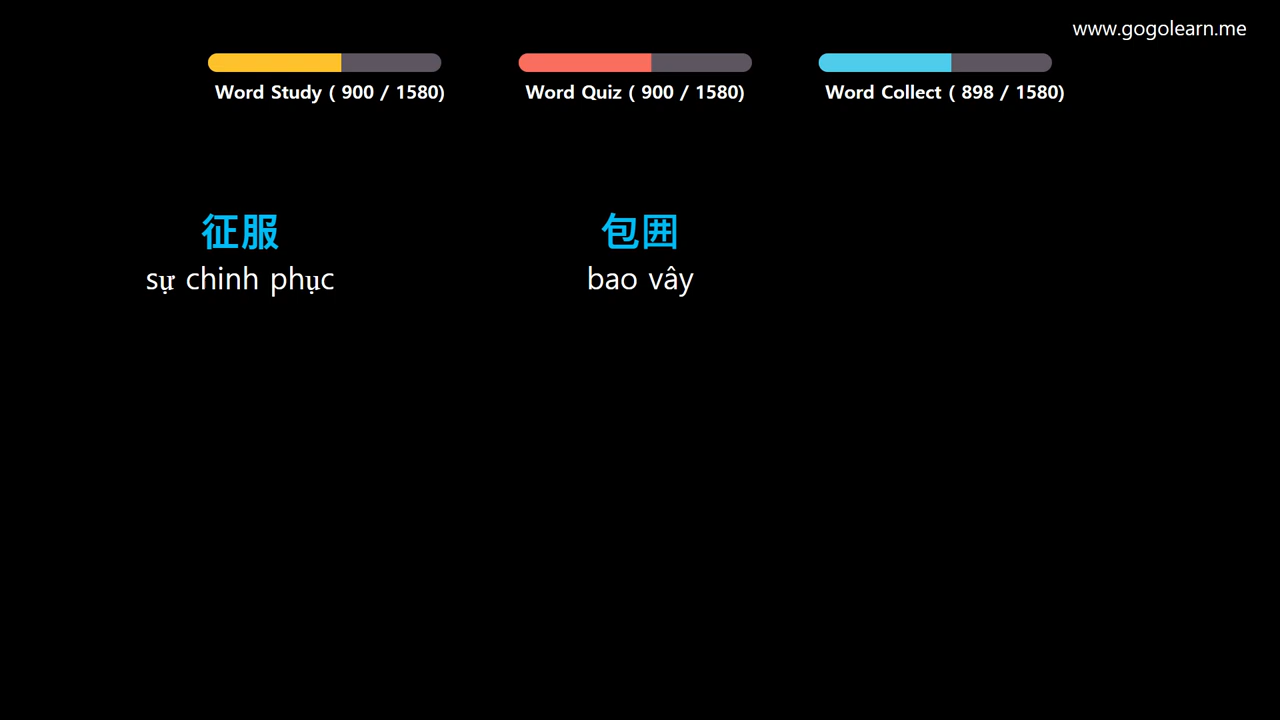 www.gogolearn.me
Word Study ( 900 / 1580)
Word Quiz ( 900 / 1580)
Word Collect ( 898 / 1580)
征服
sự chinh phục
包囲
bao vây